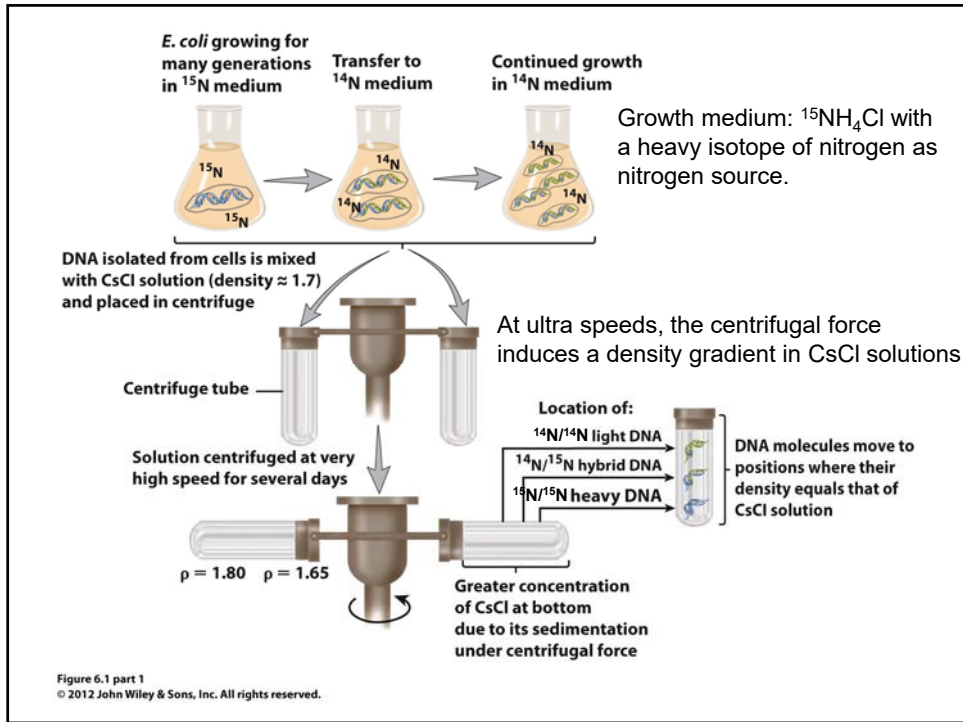 E. coli growing for
many generations
in ¹⁵N medium
Transfer to
¹⁴N medium
Continued growth
in ¹⁴N medium
¹⁵N
¹⁵N
¹⁴N
¹⁴N
¹⁴N
¹⁴N
Growth medium: ¹⁵NH₄Cl with
a heavy isotope of nitrogen as
nitrogen source.
DNA isolated from cells is mixed
with CsCl solution (density ≈ 1.7)
and placed in centrifuge
At ultra speeds, the centrifugal force
induces a density gradient in CsCl solutions
Centrifuge tube
Solution centrifuged at very
high speed for several days
Location of:
¹⁴N/¹⁴N light DNA
¹⁴N/¹⁵N hybrid DNA
¹⁵N/¹⁵N heavy DNA
DNA molecules move to
positions where their
density equals that of
CsCl solution
ρ = 1.80 ρ = 1.65
Greater concentration
of CsCl at bottom
due to its sedimentation
under centrifugal force
Figure 6.1 part 1
© 2012 John Wiley & Sons, Inc. All rights reserved.